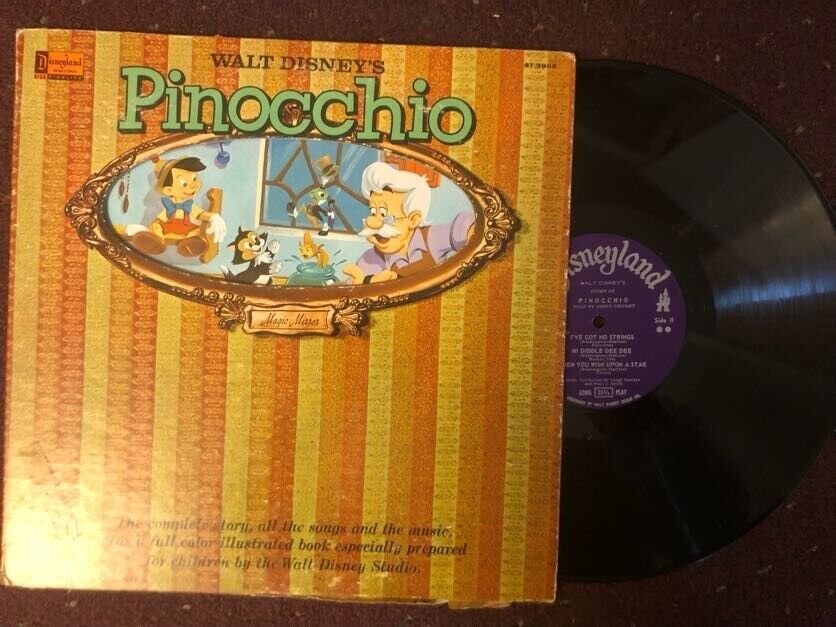 Disneyland
WALT DISNEY'S
ST 3905
Pinocchio
Magic Mirror
The complete story, all the songs and the music,
a full color illustrated book especially prepared
for children by the Walt Disney Studio.
isneyland
WALT DISNEY'S
STORY OF
PINOCCHIO
TOLD BY JIMINY CRICKET
Side II
I'VE GOT NO STRINGS
HI DIDDLE DEE DEE
EN YOU WISH UPON A STAR
LONG 33⅓ PLAY